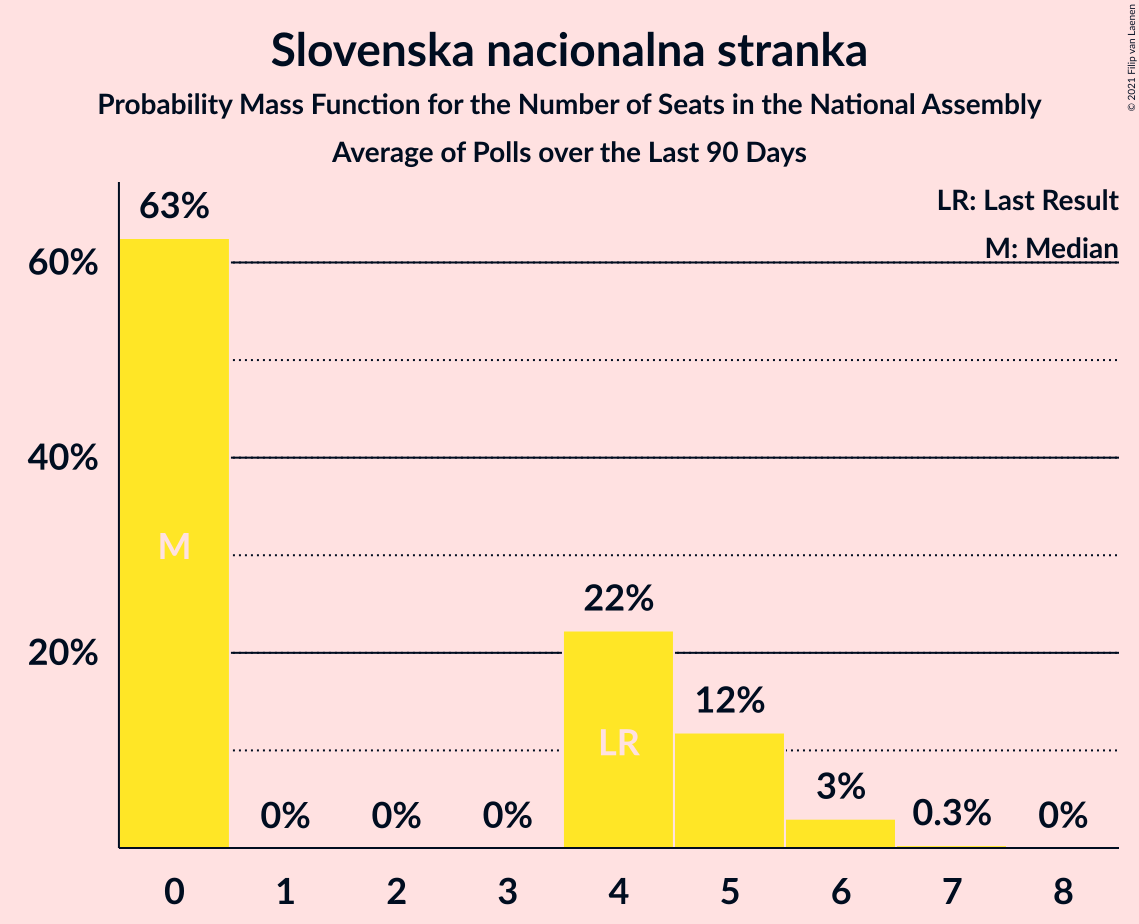 Slovenska nacionalna stranka
Probability Mass Function for the Number of Seats in the National Assembly
Average of Polls over the Last 90 Days
© 2021 Filip van Laenen
LR: Last Result
M: Median
63%
60%
M
40%
22%
20%
12%
LR
3%
0%
0%
0%
0.3%
0%
0
1
2
3
4
5
6
7
8